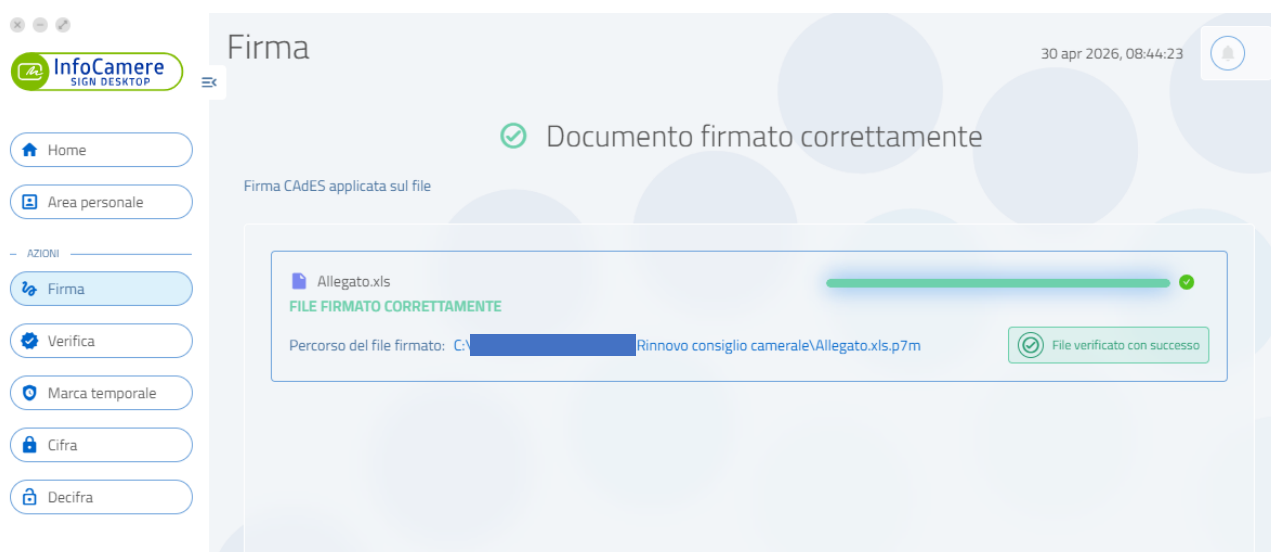 InfoCamere
SIGN DESKTOP
Home
Area personale
AZIONI
Firma
Verifica
Marca temporale
Cifra
Decifra
Firma
30 apr 2026, 08:44:23
Documento firmato correttamente
Firma CAdES applicata sul file
Allegato.xls
FILE FIRMATO CORRETTAMENTE
Percorso del file firmato: C:\ Rinnovo consiglio camerale\Allegato.xls.p7m
File verificato con successo